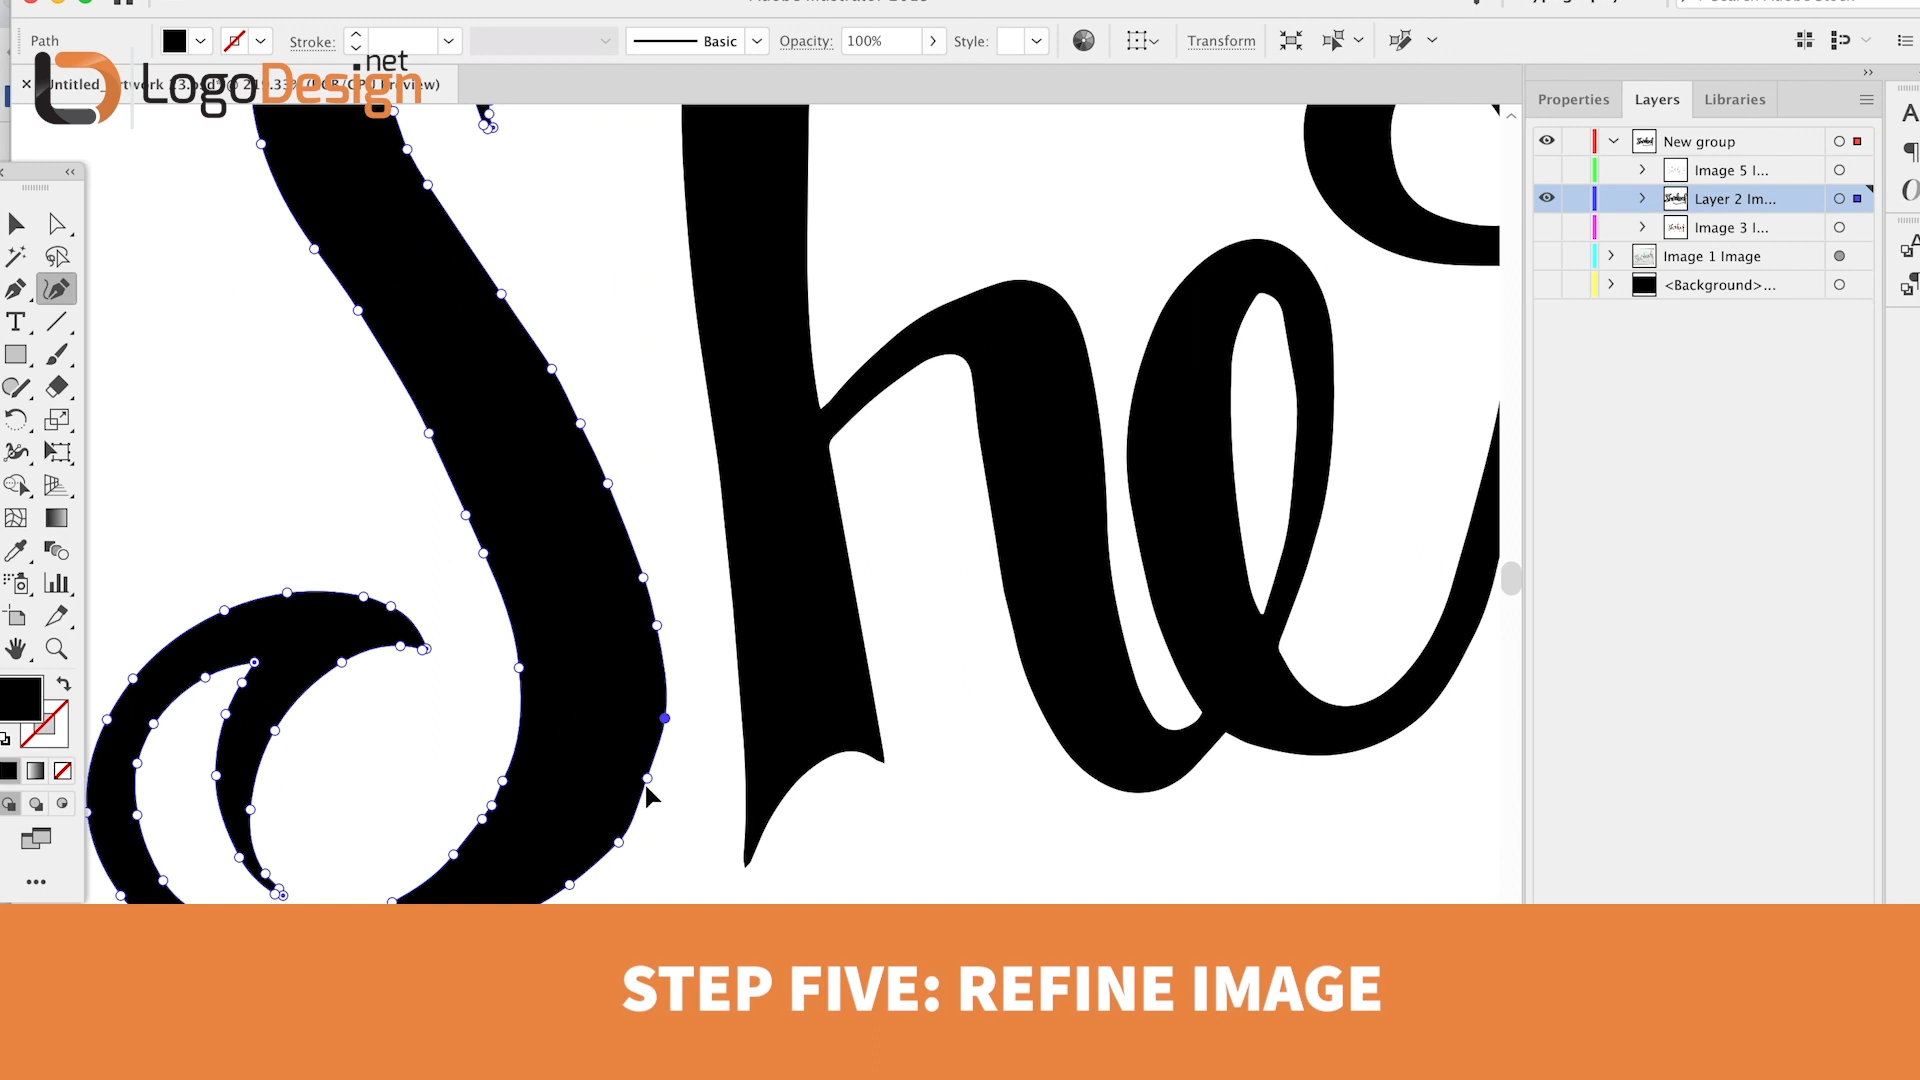 Path
Stroke:
Basic
Opacity:
100%
Style:
Transform
LogoDesign
.net
Properties
Layers
Libraries
New group
Image 5 I...
Layer 2 Im...
Image 3 I...
Image 1 Image
<Background>...
She
STEP FIVE: REFINE IMAGE